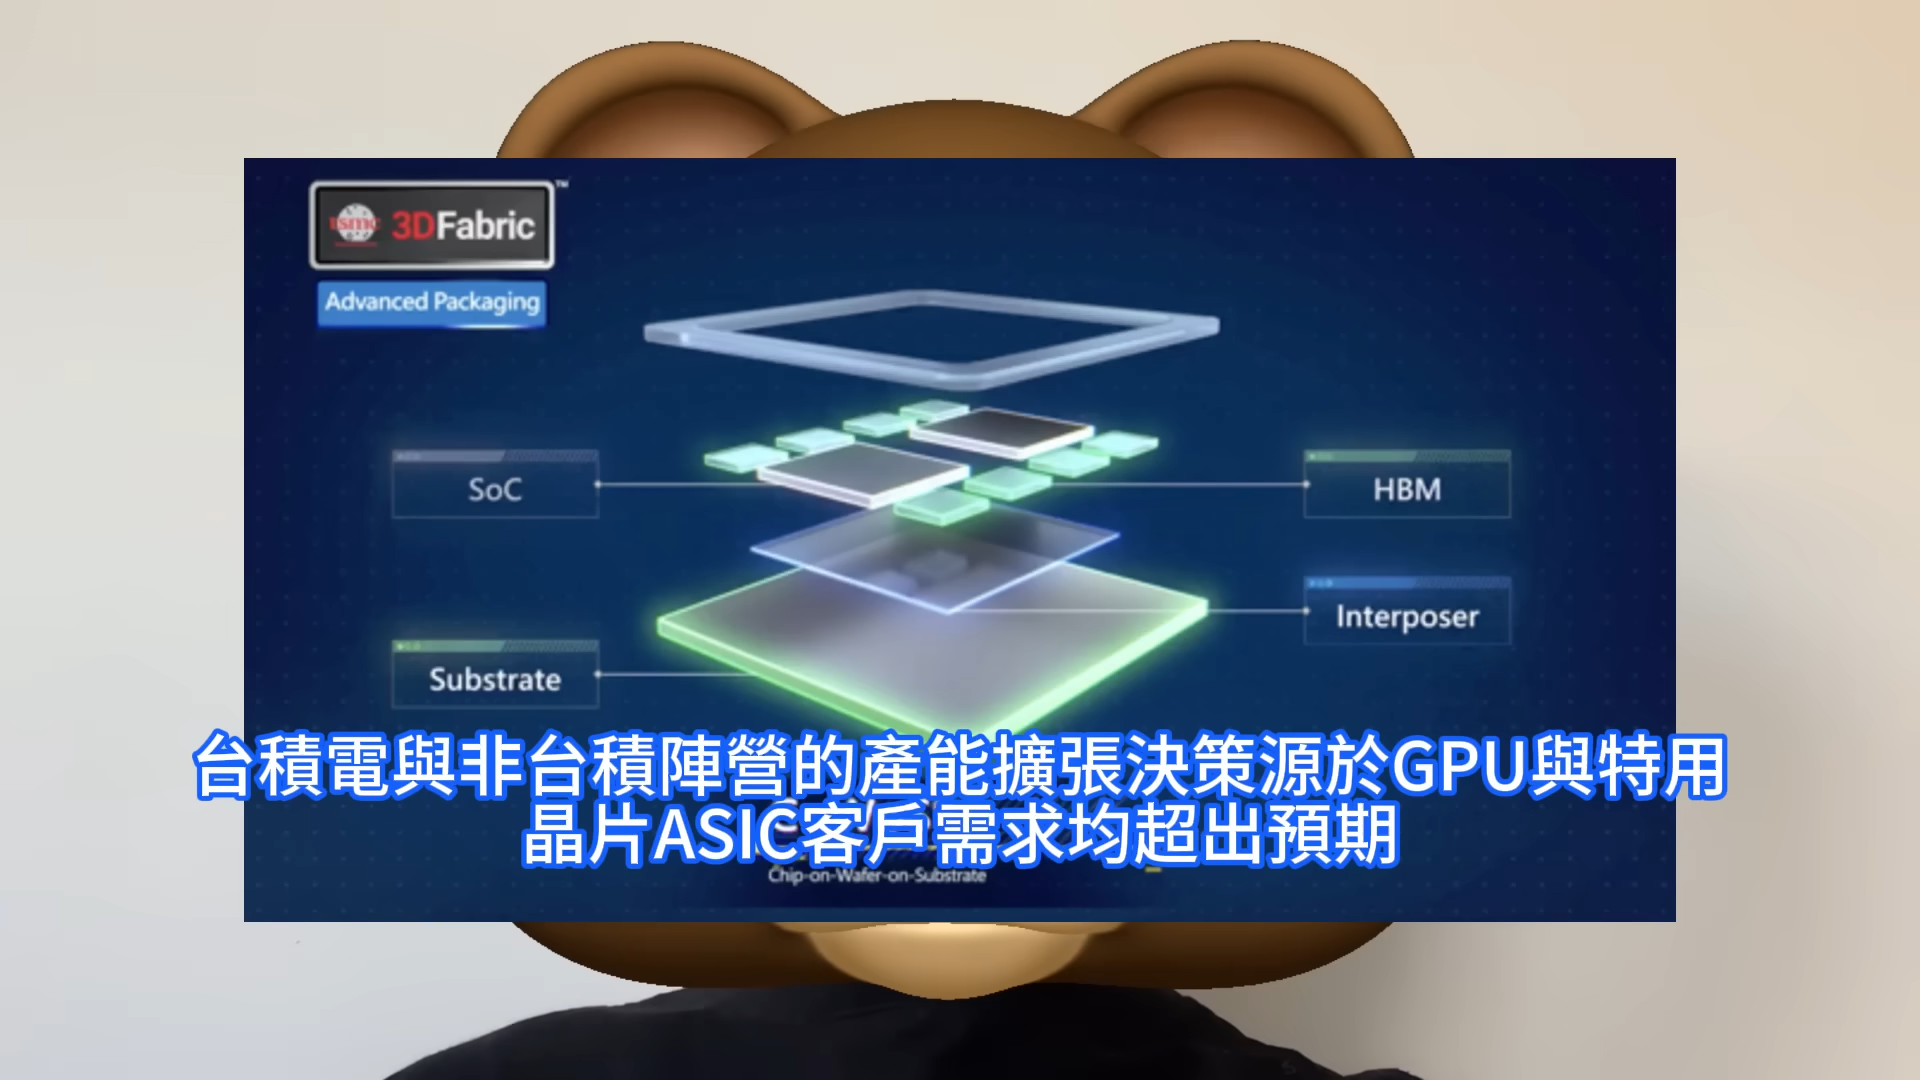 tsmc 3DFabric TM
Advanced Packaging
SoC
HBM
Interposer
Substrate
台積電與非台積陣營的產能擴張決策源於GPU與特用
晶片ASIC客戶需求均超出預期
Chip-on-Wafer-on-Substrate